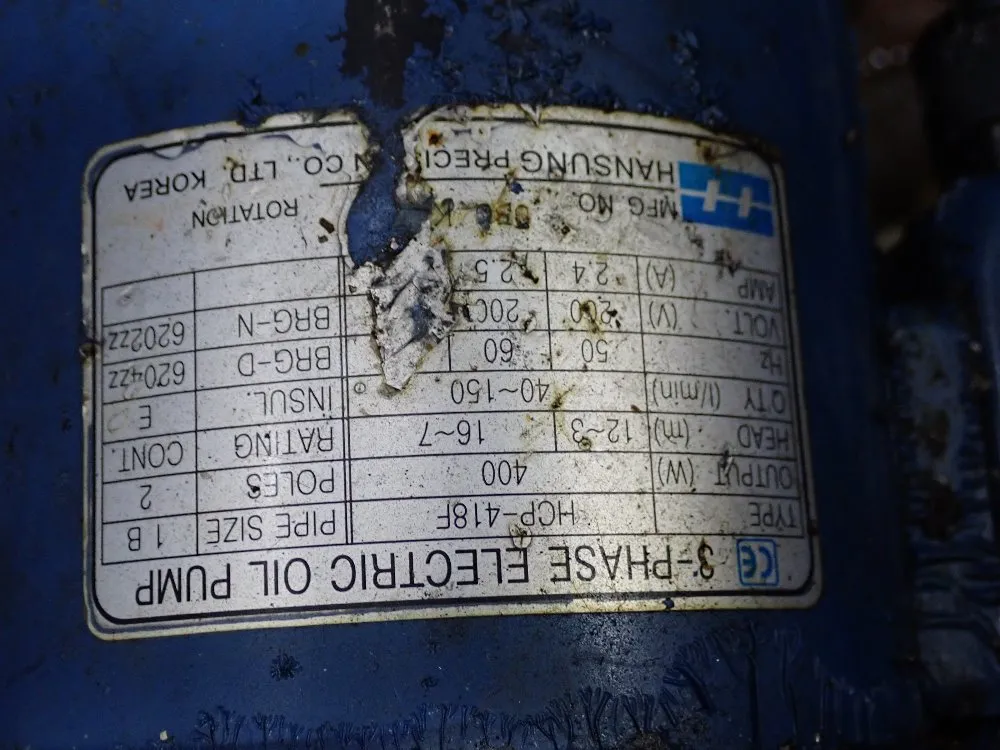 CE 3-PHASE ELECTRIC OIL PUMP
TYPE HCP-418F PIPE SIZE 1 B
OUTPUT (W) 400 POLES 2
HEAD (m) 12~3 16~7 RATING CONT.
Q'TY (l/min) 40~150 INSUL. E
Hz 50 60 BRG-D 6204ZZ
VOLT. (V) 200 200 BRG-N 6202ZZ
AMP (A) 2.4 2.5
MFG NO. ROTATION
HANSUNG PRECIS N CO., LTD. KOREA